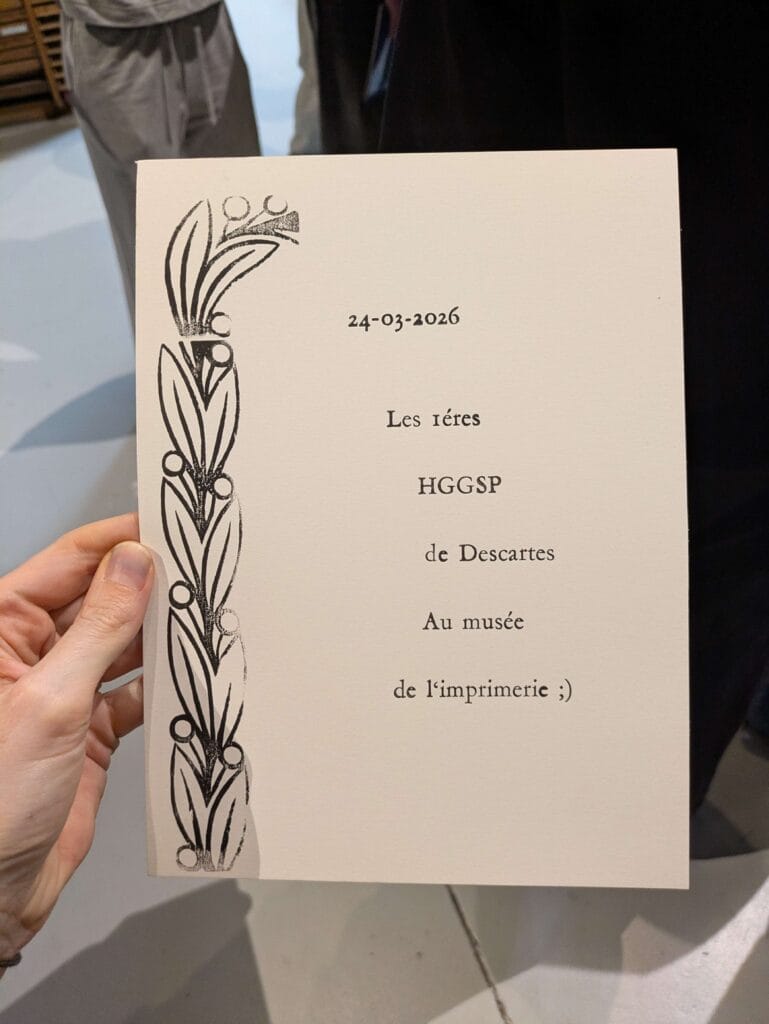 24-03-2026
Les 1éres
HGGSP
de Descartes
Au musée
de l‘imprimerie ;)